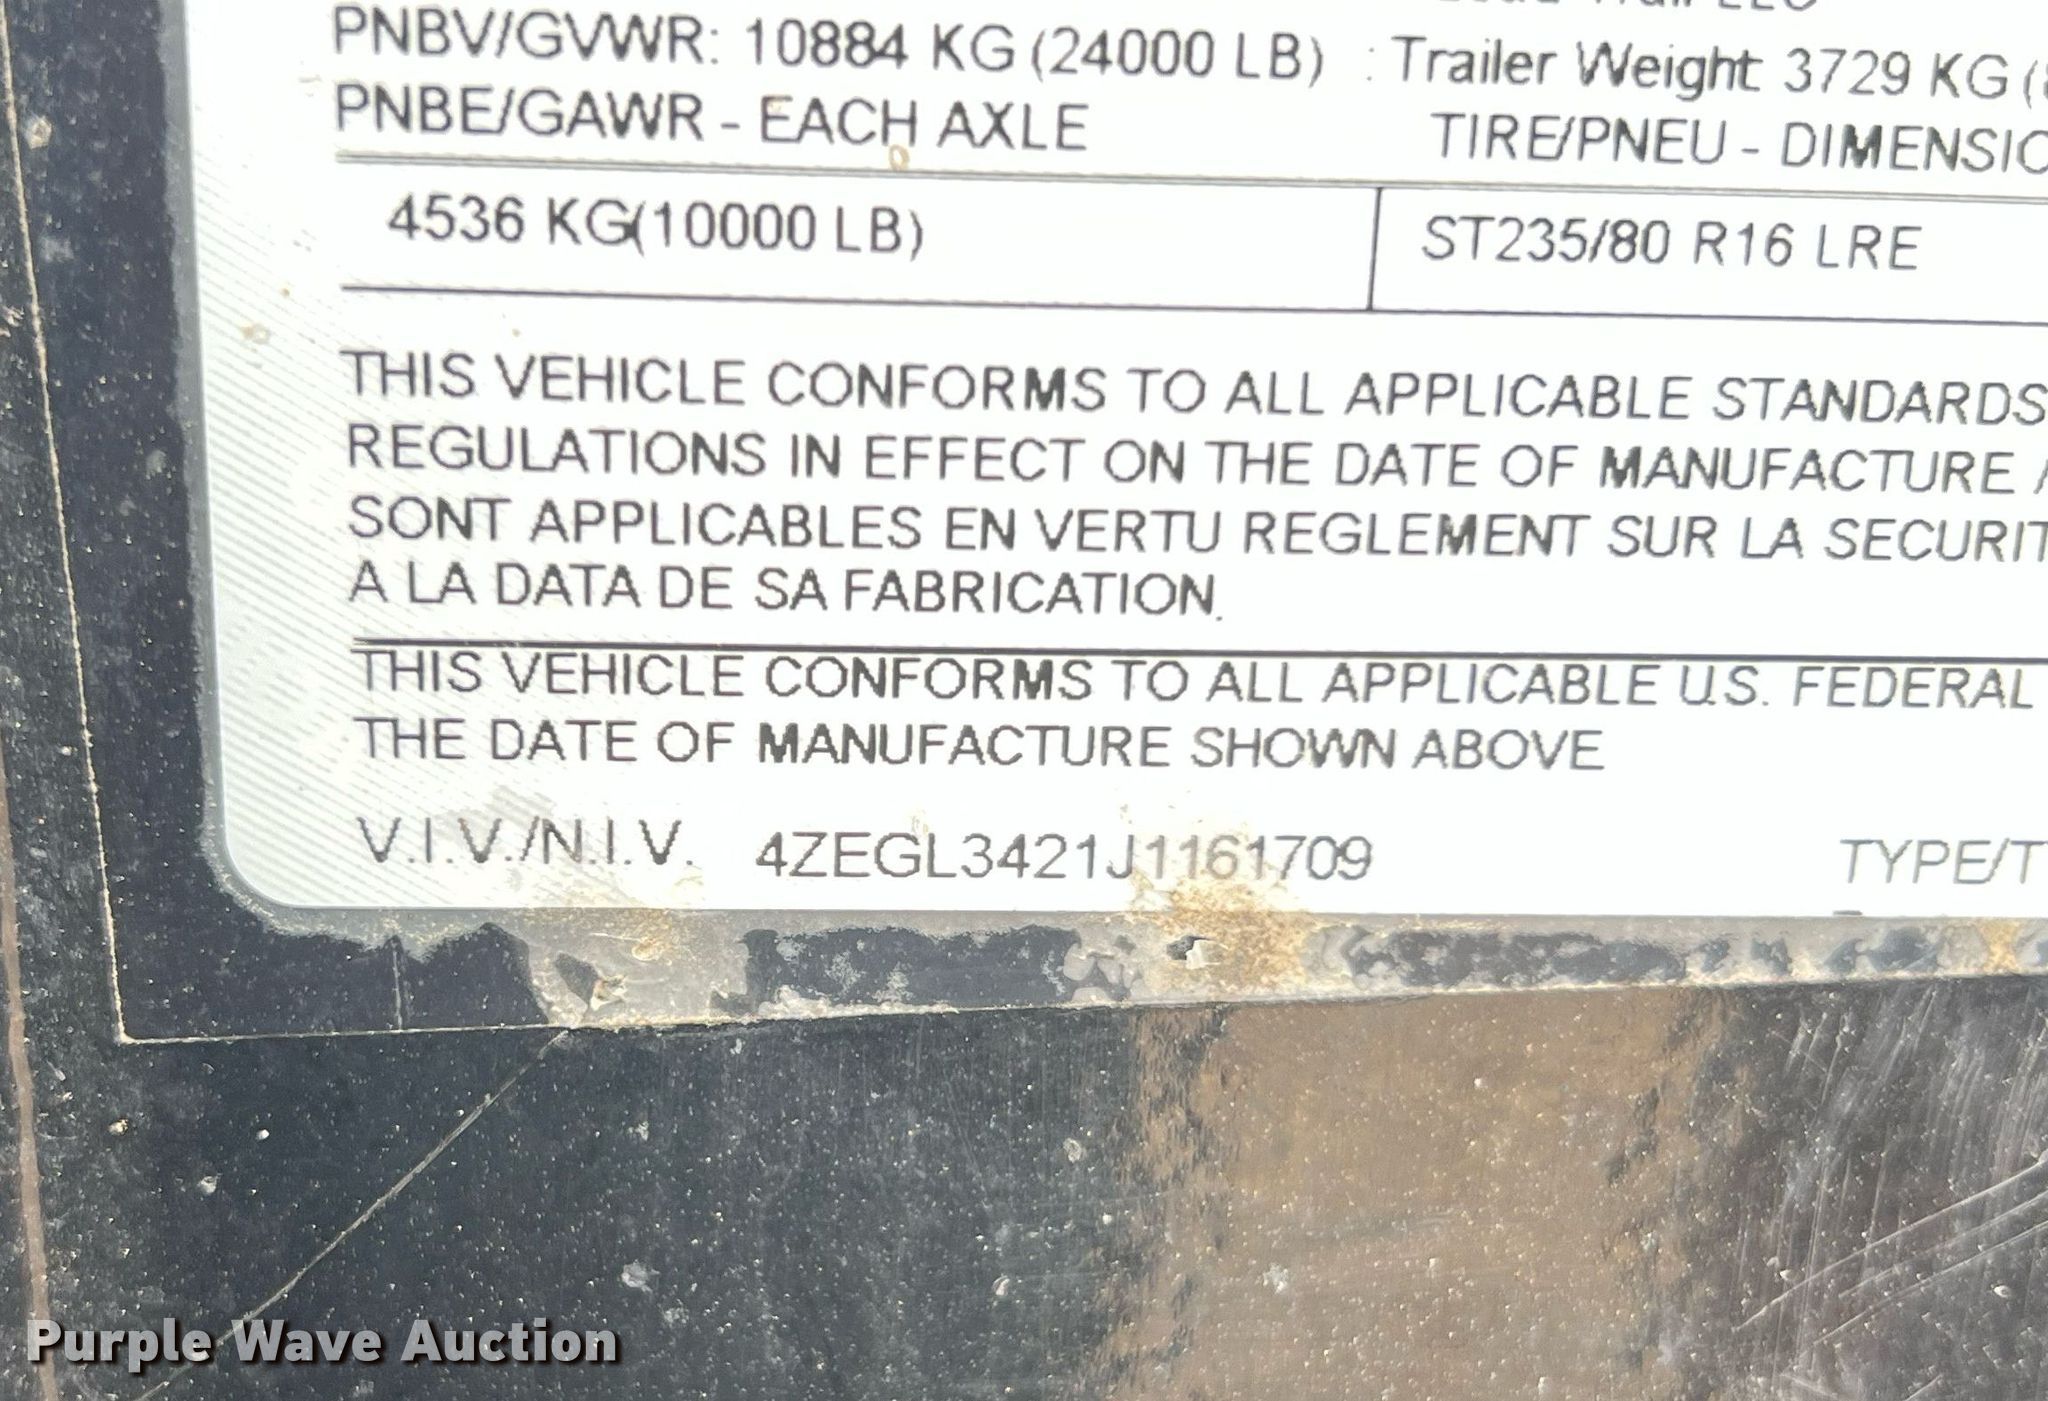 PNBV/GVWR: 10884 KG (24000 LB) : Trailer Weight 3729 KG (
PNBE/GAWR - EACH AXLE TIRE/PNEU - DIMENSIO
4536 KG(10000 LB) ST235/80 R16 LRE
THIS VEHICLE CONFORMS TO ALL APPLICABLE STANDARDS
REGULATIONS IN EFFECT ON THE DATE OF MANUFACTURE
SONT APPLICABLES EN VERTU REGLEMENT SUR LA SECURIT
A LA DATA DE SA FABRICATION.
THIS VEHICLE CONFORMS TO ALL APPLICABLE U.S. FEDERAL
THE DATE OF MANUFACTURE SHOWN ABOVE
V.I.V./N.I.V. 4ZEGL3421J1161709 TYPE/T
Purple Wave Auction